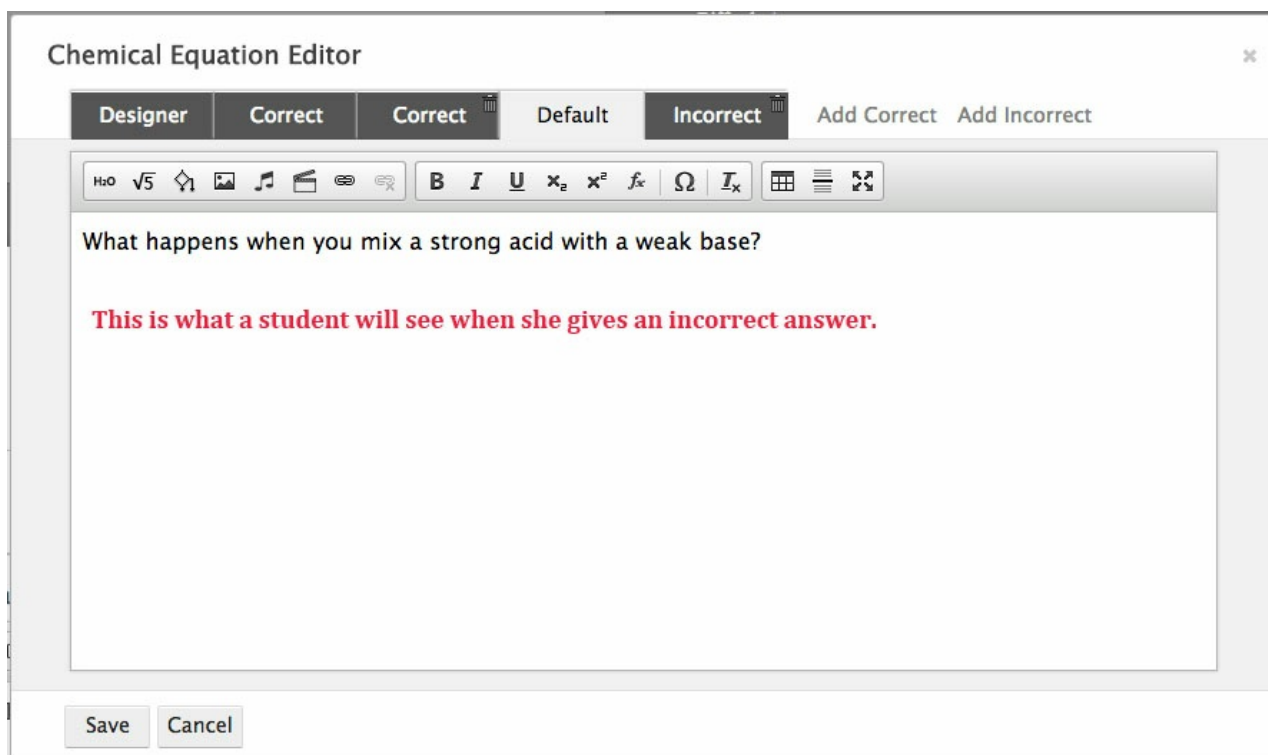 Chemical Equation Editor
Designer Correct Correct Default Incorrect Add Correct Add Incorrect
H₂O √5 B I U x₂ x² fx Ω Ix
What happens when you mix a strong acid with a weak base?
This is what a student will see when she gives an incorrect answer.
Save Cancel